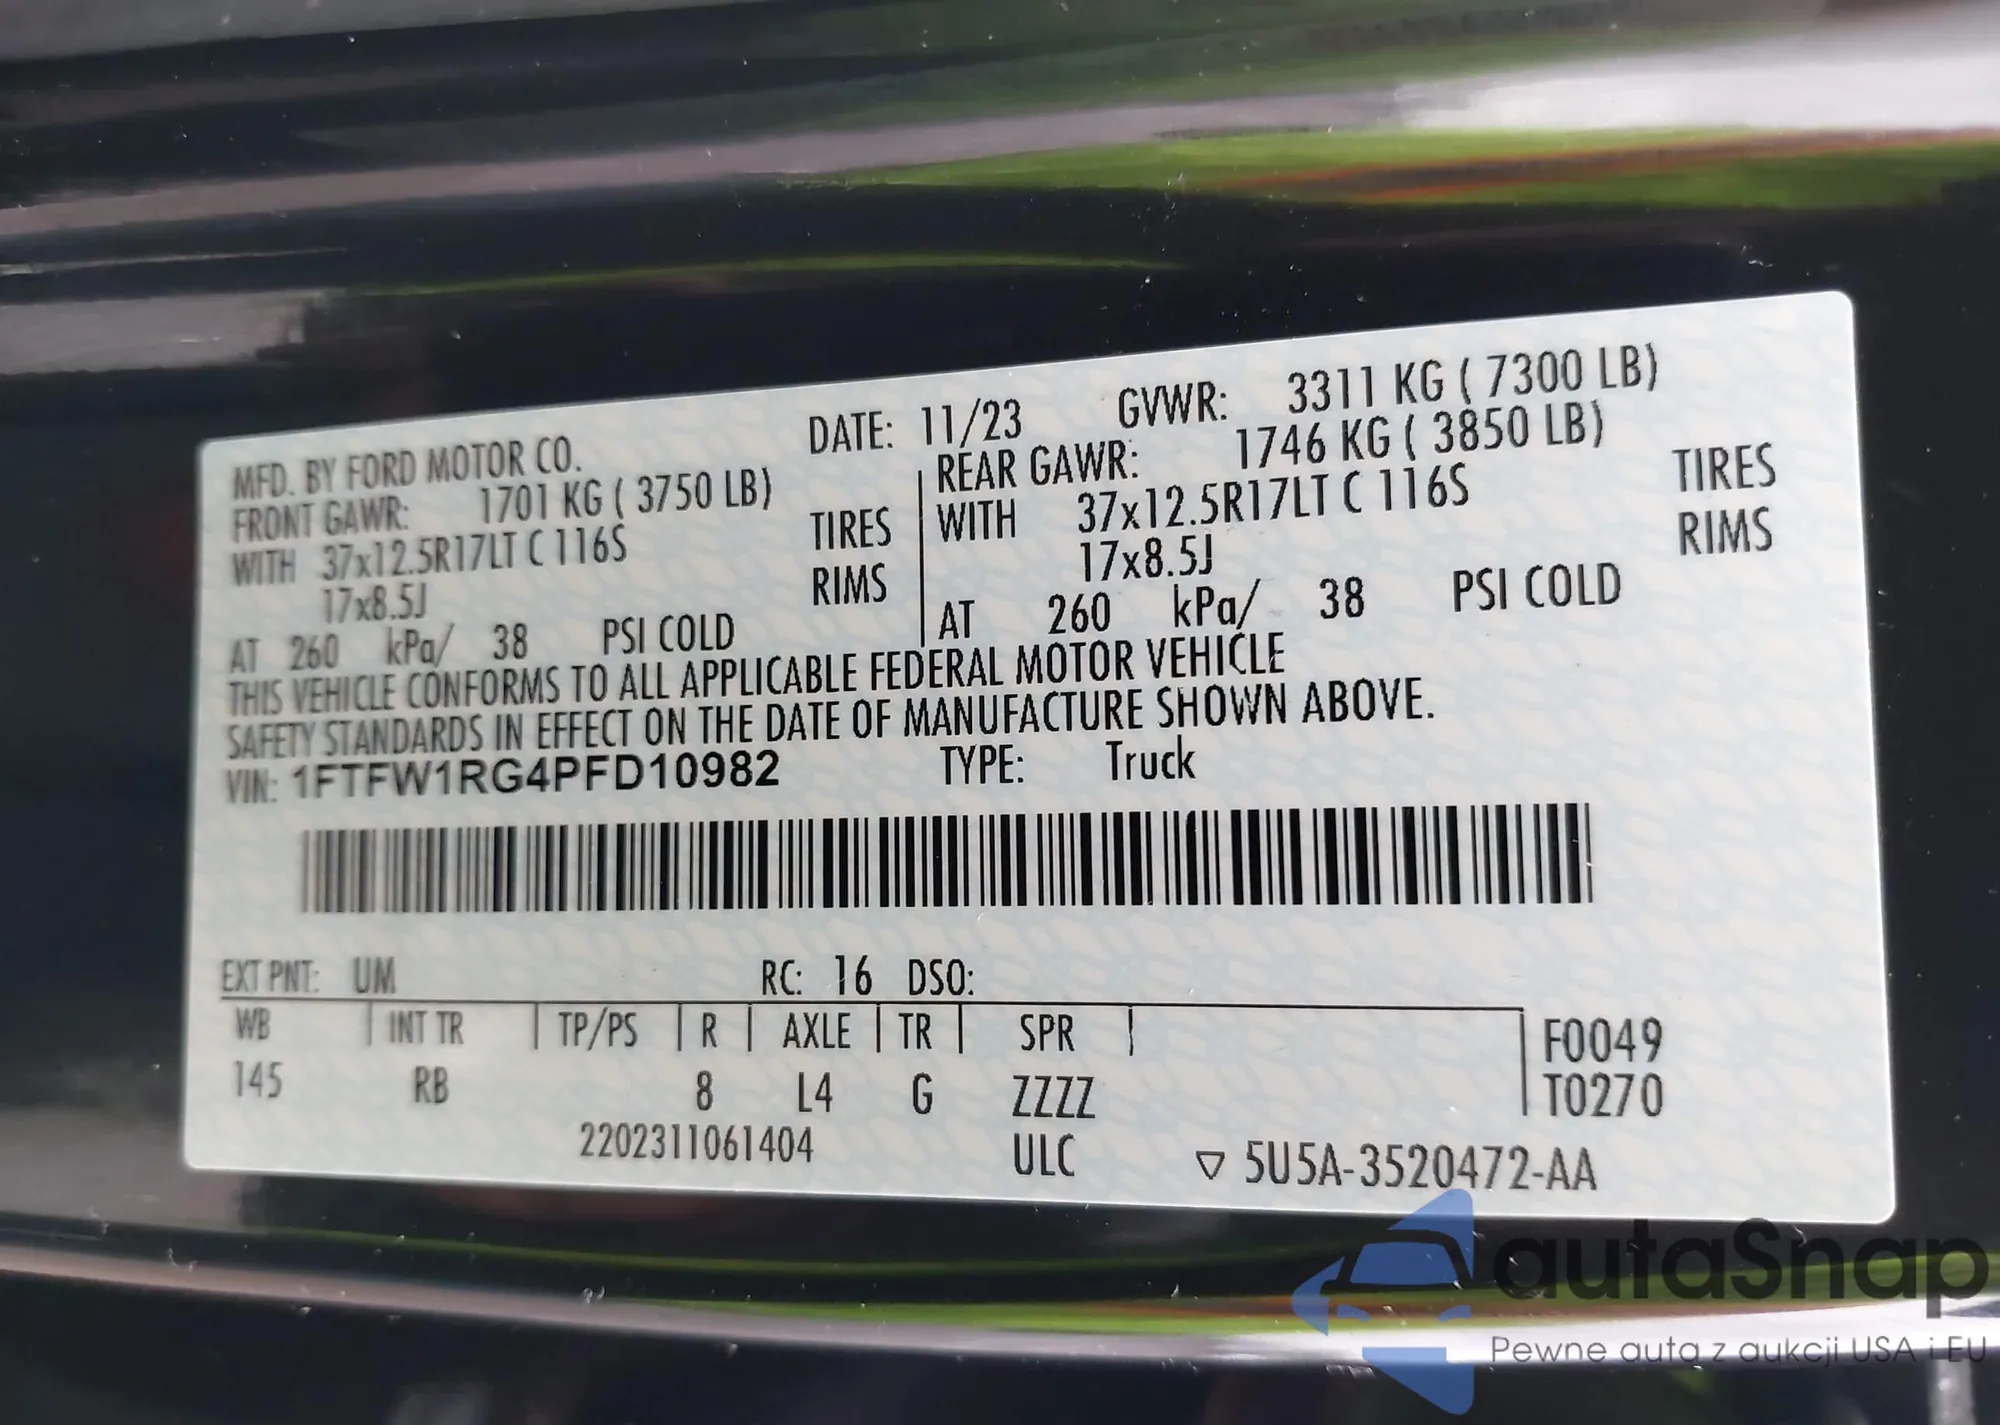 MFD. BY FORD MOTOR CO. DATE: 11/23 GVWR: 3311 KG ( 7300 LB)
FRONT GAWR: 1701 KG ( 3750 LB) REAR GAWR: 1746 KG ( 3850 LB)
WITH 37x12.5R17LT C 116S TIRES WITH 37x12.5R17LT C 116S TIRES
17x8.5J RIMS 17x8.5J RIMS
AT 260 kPa/ 38 PSI COLD AT 260 kPa/ 38 PSI COLD
THIS VEHICLE CONFORMS TO ALL APPLICABLE FEDERAL MOTOR VEHICLE
SAFETY STANDARDS IN EFFECT ON THE DATE OF MANUFACTURE SHOWN ABOVE.
VIN: 1FTFW1RG4PFD10982 TYPE: Truck
EXT PNT: UM RC: 16 DSO:
WB INT TR TP/PS R AXLE TR SPR F0049
145 RB 8 L4 G ZZZZ T0270
2202311061404 ULC ▽ 5U5A-3520472-AA
autaSnap
Pewne auta z aukcji USA i EU